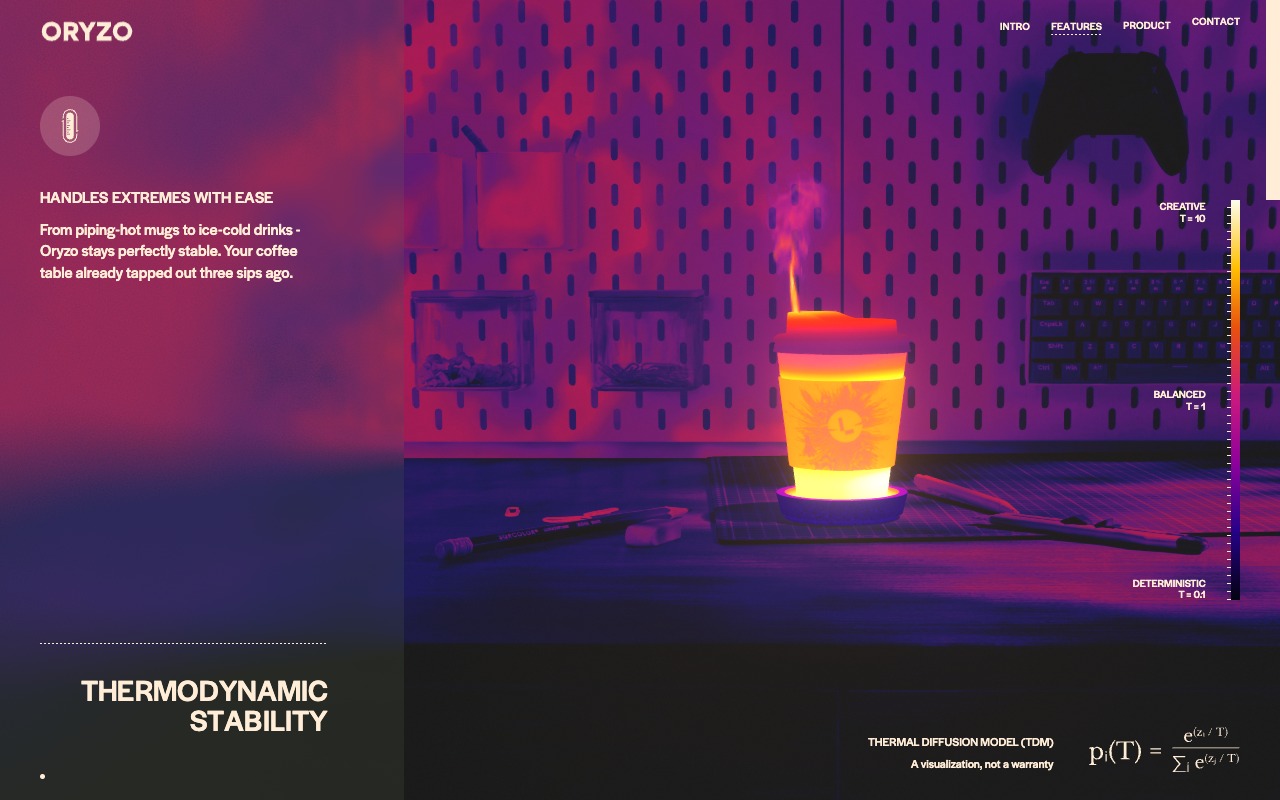 ORYZO
INTRO
FEATURES
PRODUCT
CONTACT
HANDLES EXTREMES WITH EASE
From piping-hot mugs to ice-cold drinks -
Oryzo stays perfectly stable. Your coffee
table already tapped out three sips ago.
CREATIVE
T = 10
BALANCED
T = 1
DETERMINISTIC
T = 0.1
THERMODYNAMIC
STABILITY
THERMAL DIFFUSION MODEL (TDM)
A visualization, not a warranty
pᵢ(T) = e^(zᵢ / T) / ∑ⱼ e^(zⱼ / T)